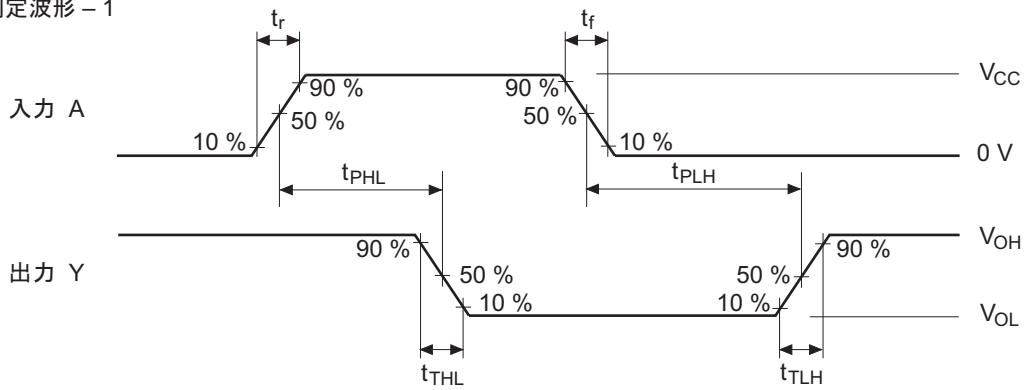 定波形 – 1
tr
tf
VCC
90 %
90 %
入力 A
50 %
50 %
10 %
10 %
0 V
tPHL
tPLH
VOH
90 %
90 %
出力 Y
50 %
50 %
10 %
10 %
VOL
tTHL
tTLH